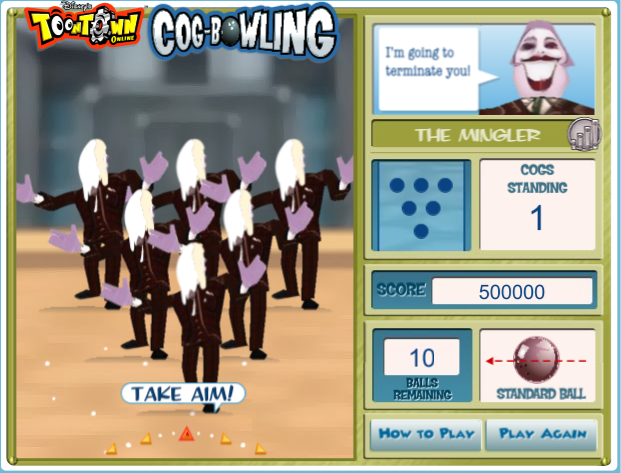 Disney's
TOONTOWN
ONLINE
COG-BOWLING
I'm going to
terminate you!
THE MINGLER
COGS
STANDING
1
SCORE 500000
10
BALLS
REMAINING
STANDARD BALL
TAKE AIM!
HOW TO PLAY
PLAY AGAIN